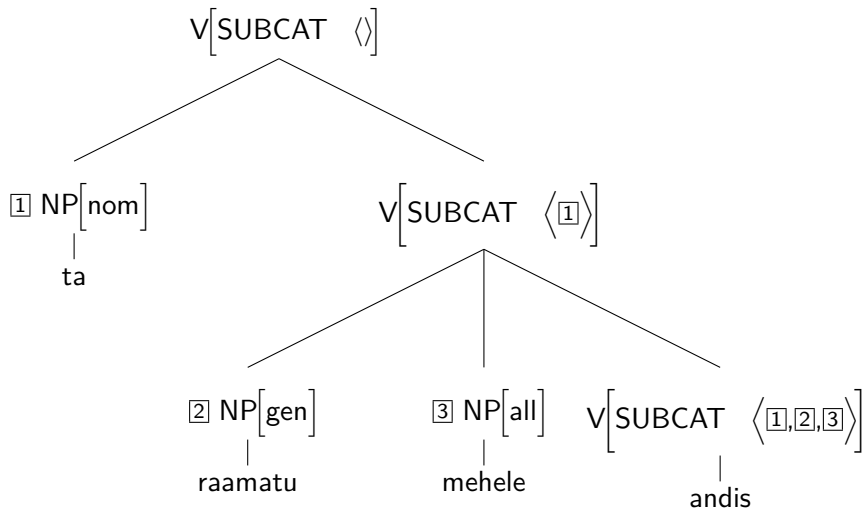 V[SUBCAT ⟨⟩]
1 NP[nom] V[SUBCAT ⟨1⟩]
ta
2 NP[gen] 3 NP[all] V[SUBCAT ⟨1,2,3⟩]
raamatu mehele andis